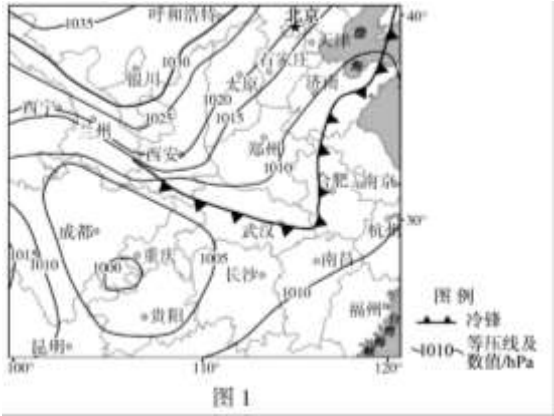 1035
呼和浩特
北京
40°
天津
1030
银川
石家庄
太原
济南
1020
西宁
1025
1015
兰州
郑州
西安
1010
合肥
南京
30°
成都
武汉
杭州
1015
1010
重庆
1005
1000
长沙
南昌
1010
贵阳
福州
昆明
100°
110°
120°
图例
冷锋
1010 等压线及
数值/hPa
图1